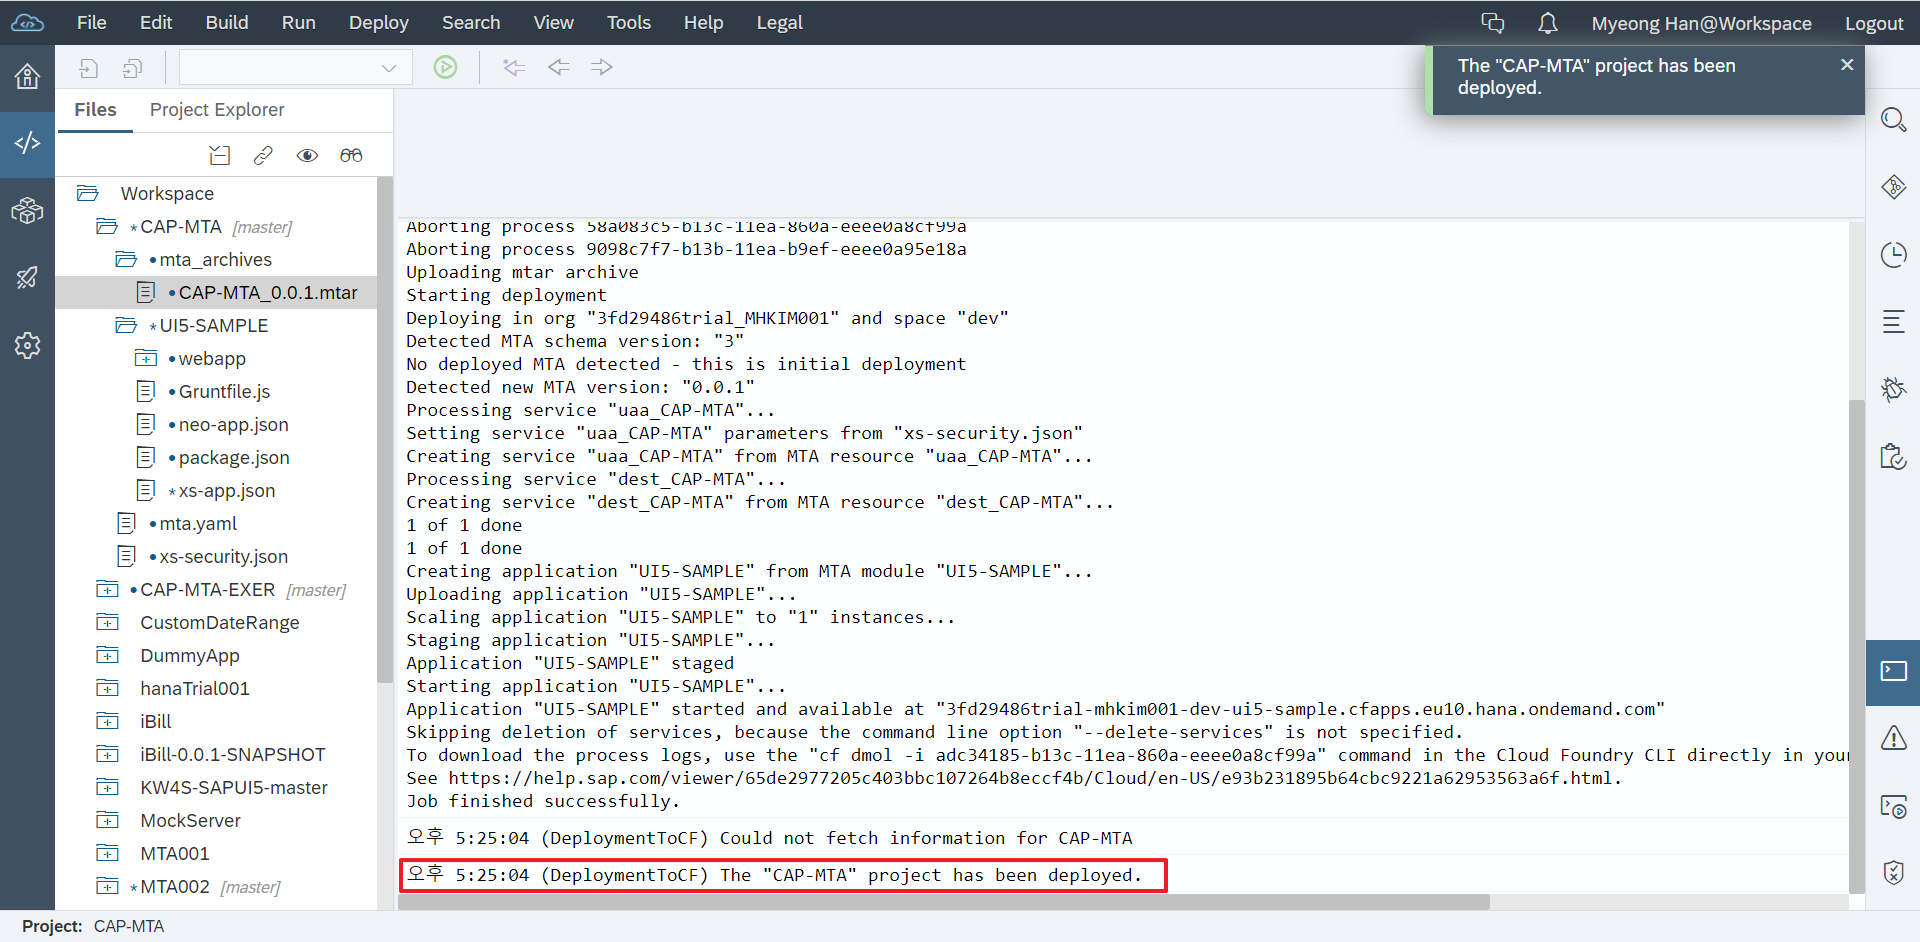 File Edit Build Run Deploy Search View Tools Help Legal Myeong Han@Workspace Logout
The "CAP-MTA" project has been
deployed.
Files Project Explorer
Workspace
*CAP-MTA [master]
•mta_archives
•CAP-MTA_0.0.1.mtar
*UI5-SAMPLE
•webapp
•Gruntfile.js
•neo-app.json
•package.json
*xs-app.json
•mta.yaml
•xs-security.json
•CAP-MTA-EXER [master]
CustomDateRange
DummyApp
hanaTrial001
iBill
iBill-0.0.1-SNAPSHOT
KW4S-SAPUI5-master
MockServer
MTA001
*MTA002 [master]
Aborting process 58a083c5-b13c-11ea-860a-eeee0a8cf99a
Aborting process 9098c7f7-b13b-11ea-b9ef-eeee0a95e18a
Uploading mtar archive
Starting deployment
Deploying in org "3fd29486trial_MHKIM001" and space "dev"
Detected MTA schema version: "3"
No deployed MTA detected - this is initial deployment
Detected new MTA version: "0.0.1"
Processing service "uaa_CAP-MTA"...
Setting service "uaa_CAP-MTA" parameters from "xs-security.json"
Creating service "uaa_CAP-MTA" from MTA resource "uaa_CAP-MTA"...
Processing service "dest_CAP-MTA"...
Creating service "dest_CAP-MTA" from MTA resource "dest_CAP-MTA"...
1 of 1 done
1 of 1 done
Creating application "UI5-SAMPLE" from MTA module "UI5-SAMPLE"...
Uploading application "UI5-SAMPLE"...
Scaling application "UI5-SAMPLE" to "1" instances...
Staging application "UI5-SAMPLE"...
Application "UI5-SAMPLE" staged
Starting application "UI5-SAMPLE"...
Application "UI5-SAMPLE" started and available at "3fd29486trial-mhkim001-dev-ui5-sample.cfapps.eu10.hana.ondemand.com"
Skipping deletion of services, because the command line option "--delete-services" is not specified.
To download the process logs, use the "cf dmol -i adc34185-b13c-11ea-860a-eeee0a8cf99a" command in the Cloud Foundry CLI directly in your
See https://help.sap.com/viewer/65de2977205c403bbc107264b8eccf4b/Cloud/en-US/e93b231895b64cbc9221a62953563a6f.html.
Job finished successfully.
오후 5:25:04 (DeploymentToCF) Could not fetch information for CAP-MTA
오후 5:25:04 (DeploymentToCF) The "CAP-MTA" project has been deployed.
Project: CAP-MTA